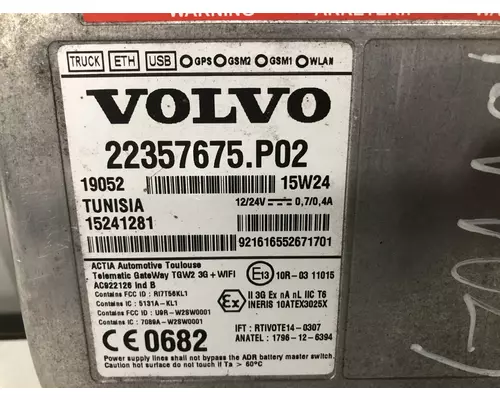 WARNING
TRUCK ETH USB GPS GSM2 GSM1 WLAN
VOLVO
22357675.P02
19052 15W24
TUNISIA 12/24V 0,7/0,4A
15241281
921616552671701
ACTIA Automotive Toulouse
Telematic GateWay TGW2 3G + WIFI
AC922126 Ind B
Contains FCC ID : RI7T56KL1
Contains IC : 5131A-KL1
Contains FCC ID : U9R-W2SW0001
Contains IC : 7089A-W2SW0001
E13 10R-03 11015
Ex II 3G Ex nA nL IIC T6
INERIS 10ATEX3025X
CE 0682
IFT : RTIVOTE14-0307
ANATEL : 1796-12-6394
Power supply lines shall not bypass the ADR battery master switch.
Caution hot surface do not touch if Ta > 60°C